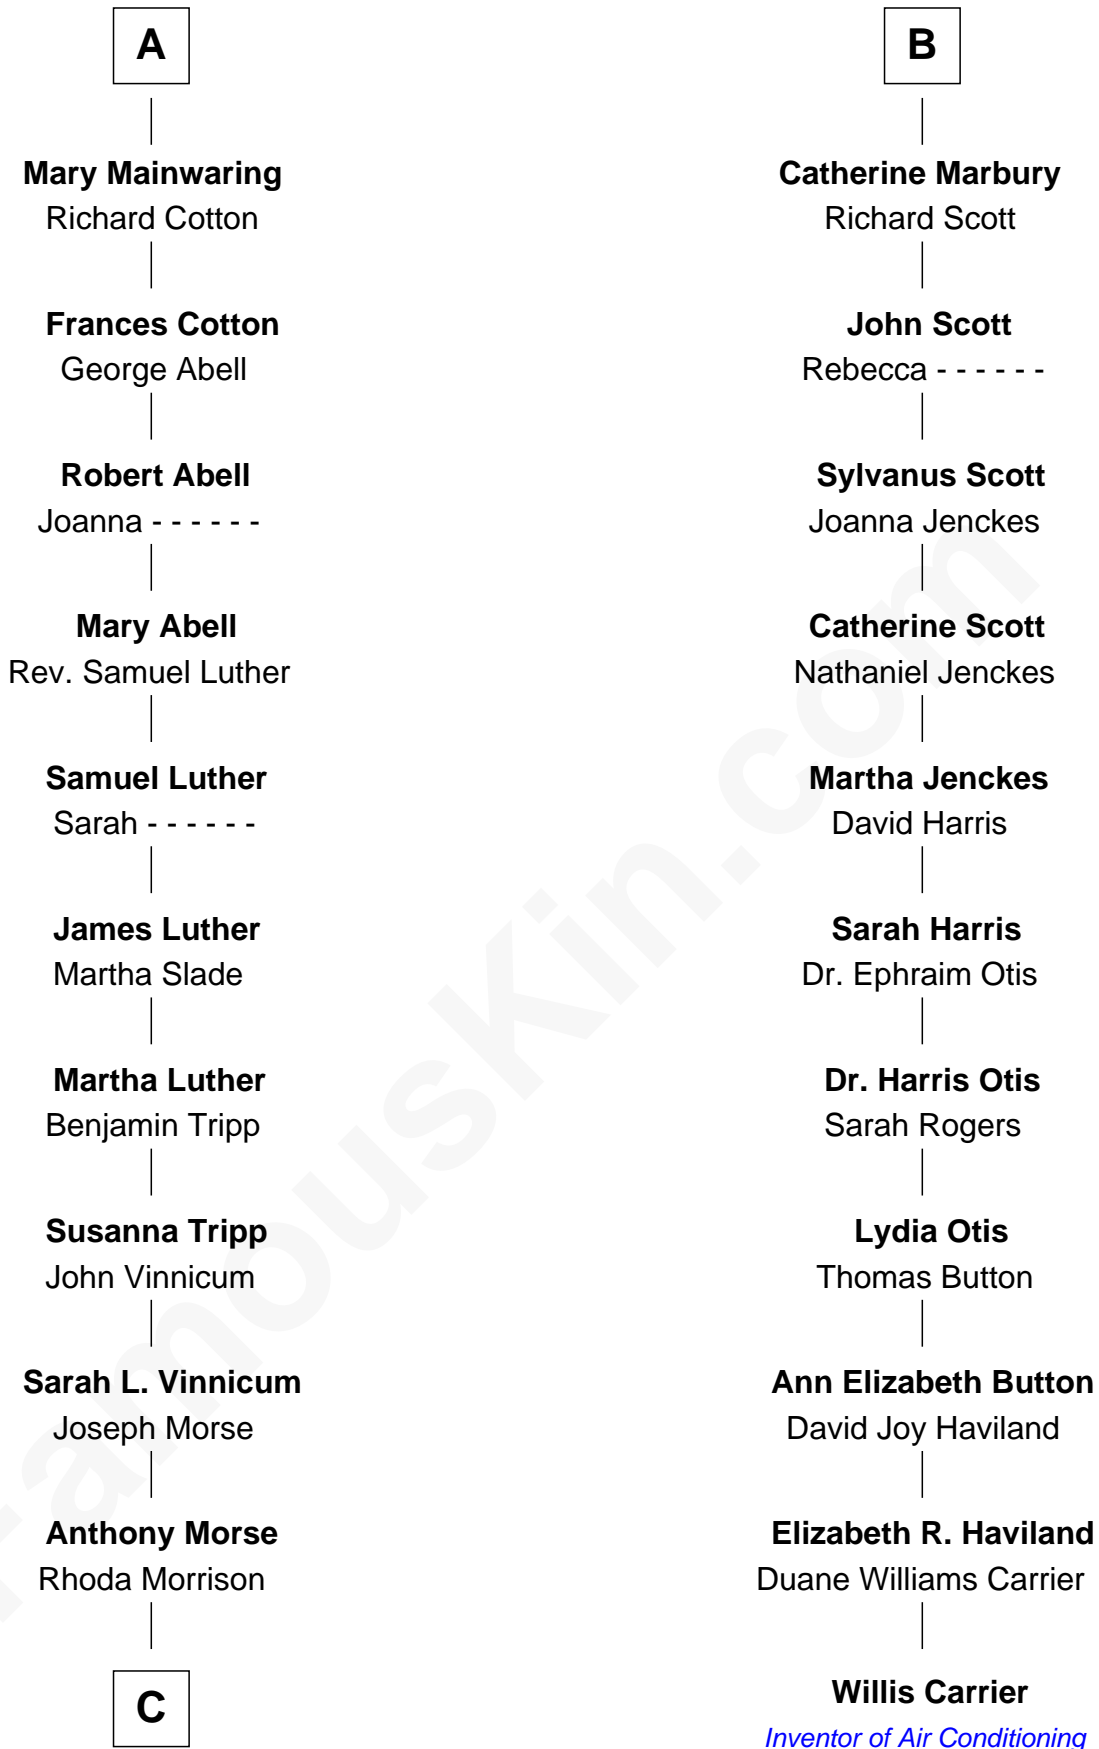 A
Mary Mainwaring
Richard Cotton
Frances Cotton
George Abell
Robert Abell
Joanna - - - - - -
Mary Abell
Rev. Samuel Luther
Samuel Luther
Sarah - - - - - -
James Luther
Martha Slade
Martha Luther
Benjamin Tripp
Susanna Tripp
John Vinnicum
Sarah L. Vinnicum
Joseph Morse
Anthony Morse
Rhoda Morrison
C
B
Catherine Marbury
Richard Scott
John Scott
Rebecca - - - - - -
Sylvanus Scott
Joanna Jenckes
Catherine Scott
Nathaniel Jenckes
Martha Jenckes
David Harris
Sarah Harris
Dr. Ephraim Otis
Dr. Harris Otis
Sarah Rogers
Lydia Otis
Thomas Button
Ann Elizabeth Button
David Joy Haviland
Elizabeth R. Haviland
Duane Williams Carrier
Willis Carrier
Inventor of Air Conditioning
FamousKin.com